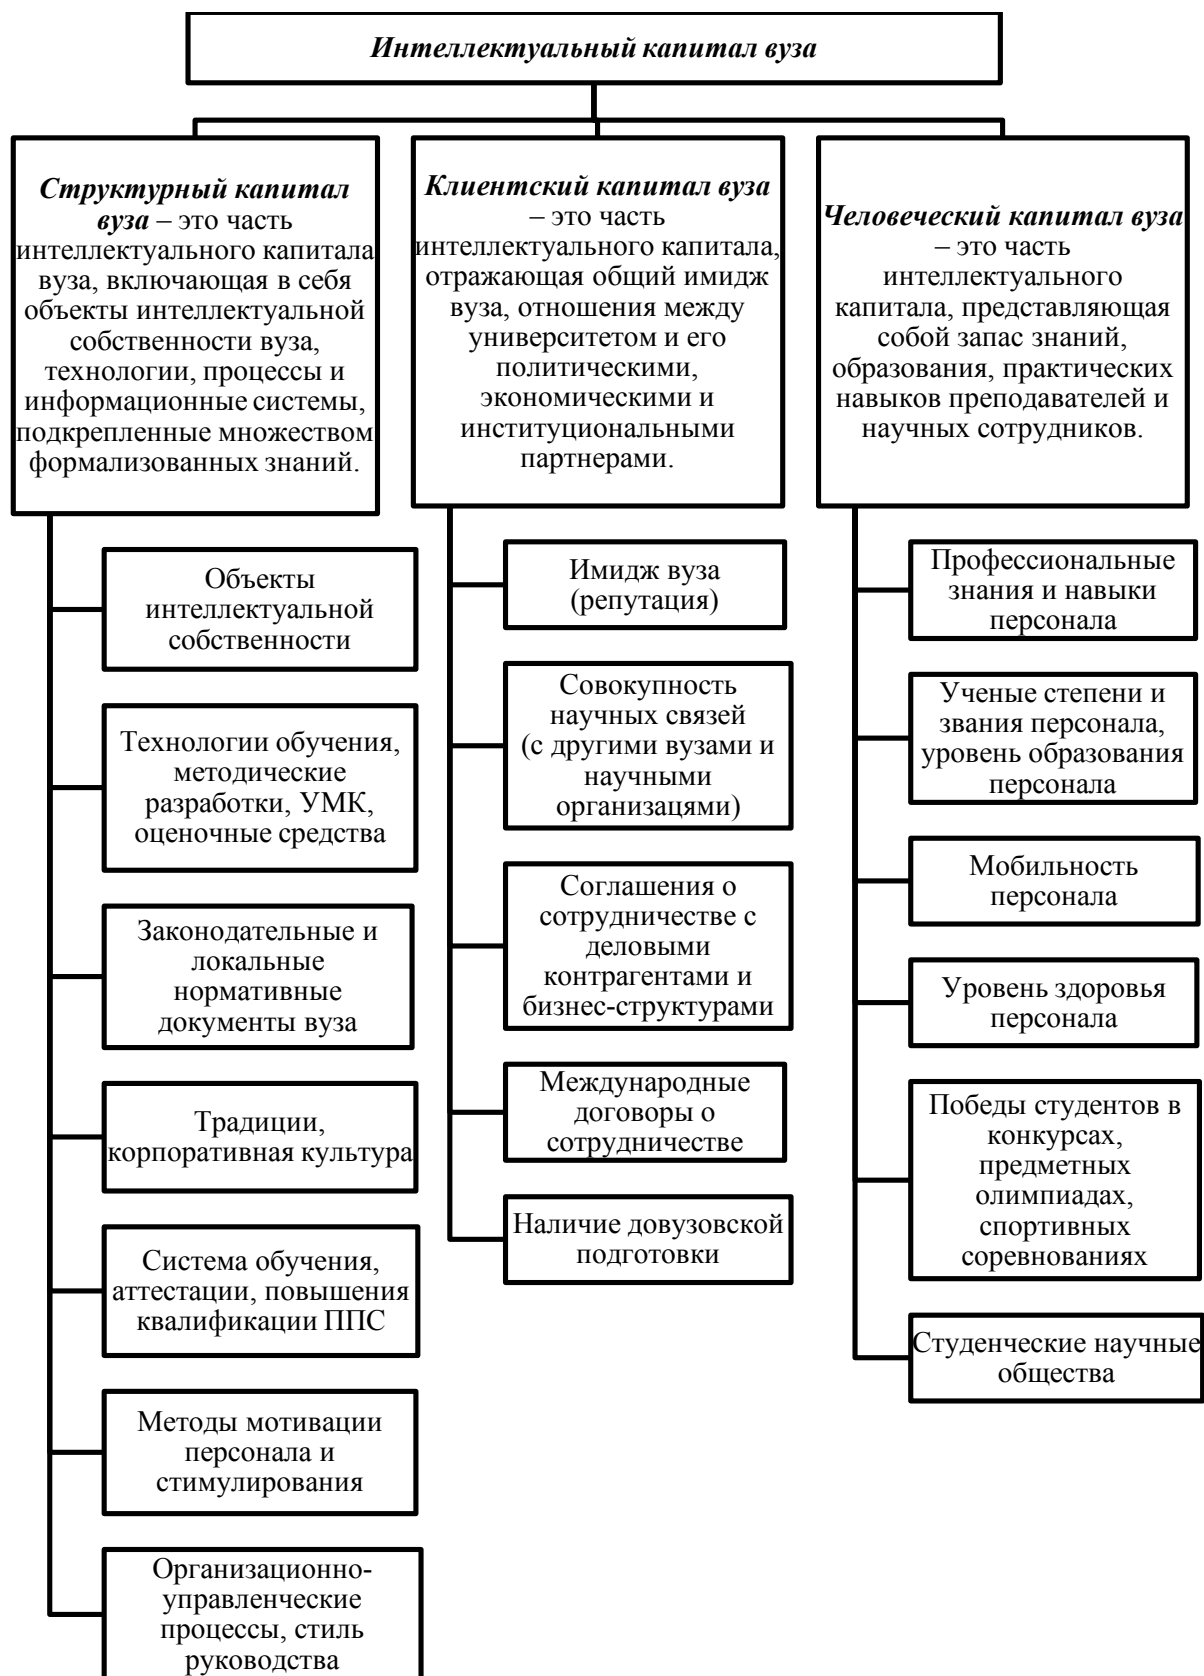 Интеллектуальный капитал вуза
Структурный капитал
вуза – это часть
интеллектуального капитала
вуза, включающая в себя
объекты интеллектуальной
собственности вуза,
технологии, процессы и
информационные системы,
подкрепленные множеством
формализованных знаний.
Объекты
интеллектуальной
собственности
Технологии обучения,
методические
разработки, УМК,
оценочные средства
Законодательные и
локальные
нормативные
документы вуза
Традиции,
корпоративная культура
Система обучения,
аттестации, повышения
квалификации ППС
Методы мотивации
персонала и
стимулирования
Организационно-
управленческие
процессы, стиль
руководства
Клиентский капитал вуза
– это часть
интеллектуального капитала,
отражающая общий имидж
вуза, отношения между
университетом и его
политическими,
экономическими и
институциональными
партнерами.
Имидж вуза
(репутация)
Совокупность
научных связей
(с другими вузами и
научными
организацями)
Соглашения о
сотрудничестве с
деловыми
контрагентами и
бизнес-структурами
Международные
договоры о
сотрудничестве
Наличие довузовской
подготовки
Человеческий капитал вуза
– это часть
интеллектуального
капитала, представляющая
собой запас знаний,
образования, практических
навыков преподавателей и
научных сотрудников.
Профессиональные
знания и навыки
персонала
Ученые степени и
звания персонала,
уровень образования
персонала
Мобильность
персонала
Уровень здоровья
персонала
Победы студентов в
конкурсах,
предметных
олимпиадах,
спортивных
соревнованиях
Студенческие научные
общества